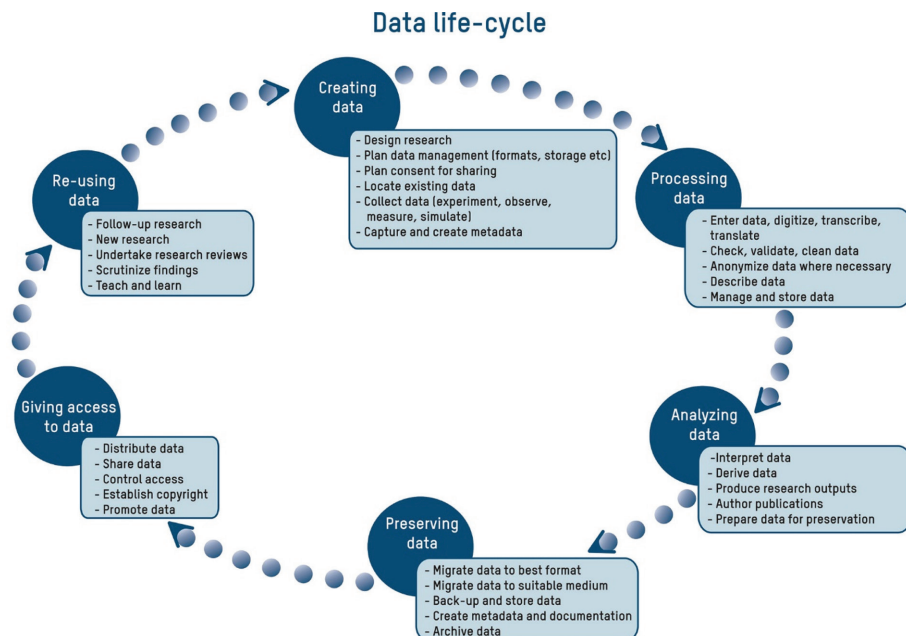 Data life-cycle
Creating
data
- Design research
- Plan data management (formats, storage etc)
- Plan consent for sharing
- Locate existing data
- Collect data (experiment, observe,
measure, simulate)
- Capture and create metadata
Processing
data
- Enter data, digitize, transcribe,
translate
- Check, validate, clean data
- Anonymize data where necessary
- Describe data
- Manage and store data
Analyzing
data
-Interpret data
- Derive data
- Produce research outputs
- Author publications
- Prepare data for preservation
Preserving
data
- Migrate data to best format
- Migrate data to suitable medium
- Back-up and store data
- Create metadata and documentation
- Archive data
Giving access
to data
- Distribute data
- Share data
- Control access
- Establish copyright
- Promote data
Re-using
data
- Follow-up research
- New research
- Undertake research reviews
- Scrutinize findings
- Teach and learn